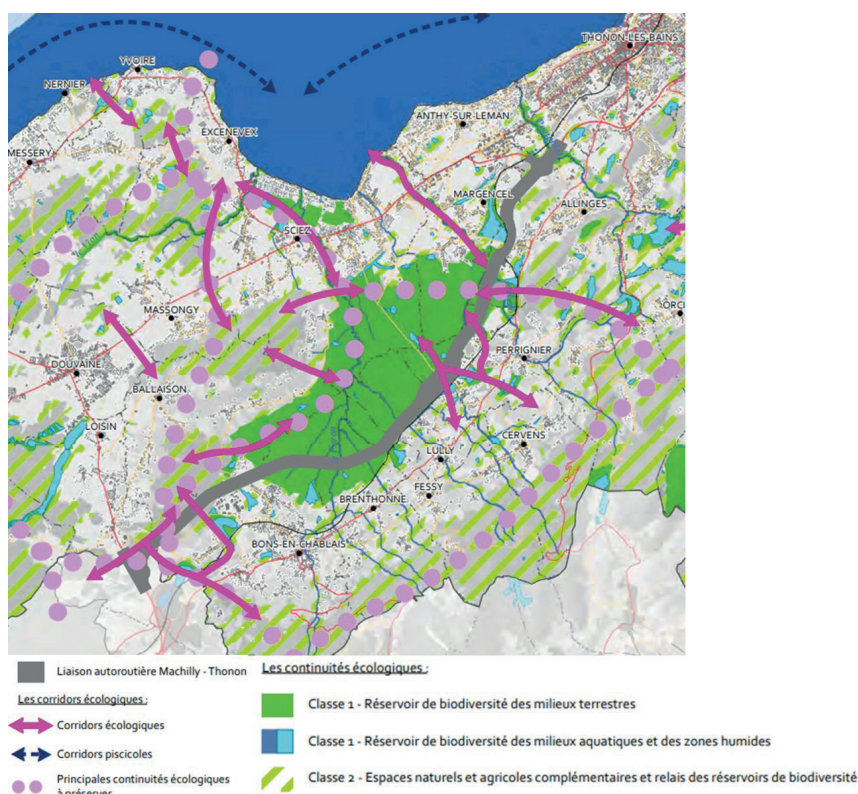 THONON-LES-BAINS
YVOIRE
NERNIER
ANTHY-SUR-LEMAN
EXCENEVEX
MESSERY
MARGENCEL
ALLINGES
SCIEZ
ORCI
MASSONGY
PERRIGNIER
DOUVAINE
BALLAISON
LOISIN
CERVENS
LULLY
FESSY
BRENTHONNE
BONS-EN-CHABLAIS
Liaison autoroutière Machilly - Thonon
Les corridors écologiques :
Corridors écologiques
Corridors piscicoles
Principales continuités écologiques
à préserver
Les continuités écologiques :
Classe 1 - Réservoir de biodiversité des milieux terrestres
Classe 1 - Réservoir de biodiversité des milieux aquatiques et des zones humides
Classe 2 - Espaces naturels et agricoles complémentaires et relais des réservoirs de biodiversité